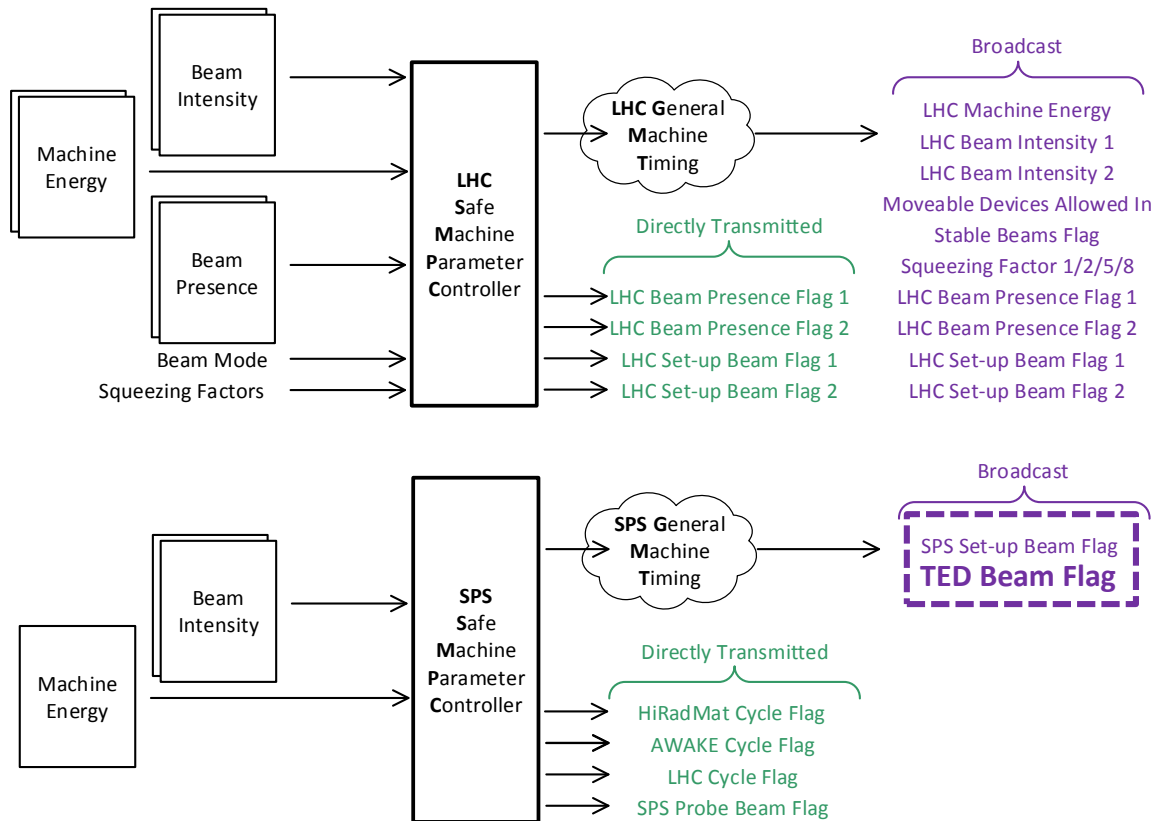 Broadcast
Beam
Intensity
Machine
Energy
Beam
Presence
Beam Mode
Squeezing Factors
LHC
Safe
Machine
Parameter
Controller
LHC General
Machine
Timing
Directly Transmitted
LHC Beam Presence Flag 1
LHC Beam Presence Flag 2
LHC Set-up Beam Flag 1
LHC Set-up Beam Flag 2
LHC Machine Energy
LHC Beam Intensity 1
LHC Beam Intensity 2
Moveable Devices Allowed In
Stable Beams Flag
Squeezing Factor 1/2/5/8
LHC Beam Presence Flag 1
LHC Beam Presence Flag 2
LHC Set-up Beam Flag 1
LHC Set-up Beam Flag 2
Beam
Intensity
Machine
Energy
SPS
Safe
Machine
Parameter
Controller
SPS General
Machine
Timing
Broadcast
SPS Set-up Beam Flag
TED Beam Flag
Directly Transmitted
HiRadMat Cycle Flag
AWAKE Cycle Flag
LHC Cycle Flag
SPS Probe Beam Flag